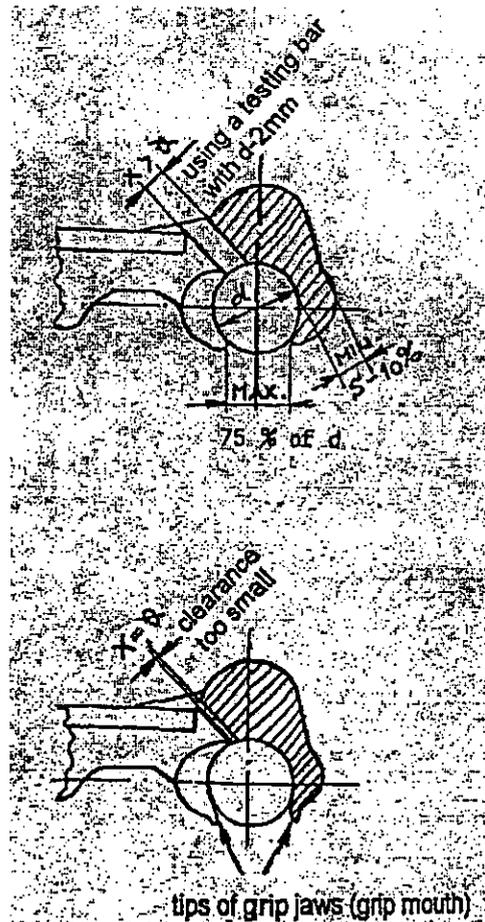 X > 0
using a testing bar
with d-2mm
d
MIN.
5-10°
MAX.
75 % of d
X = 0
clearance
too small
tips of grip jaws (grip mouth)